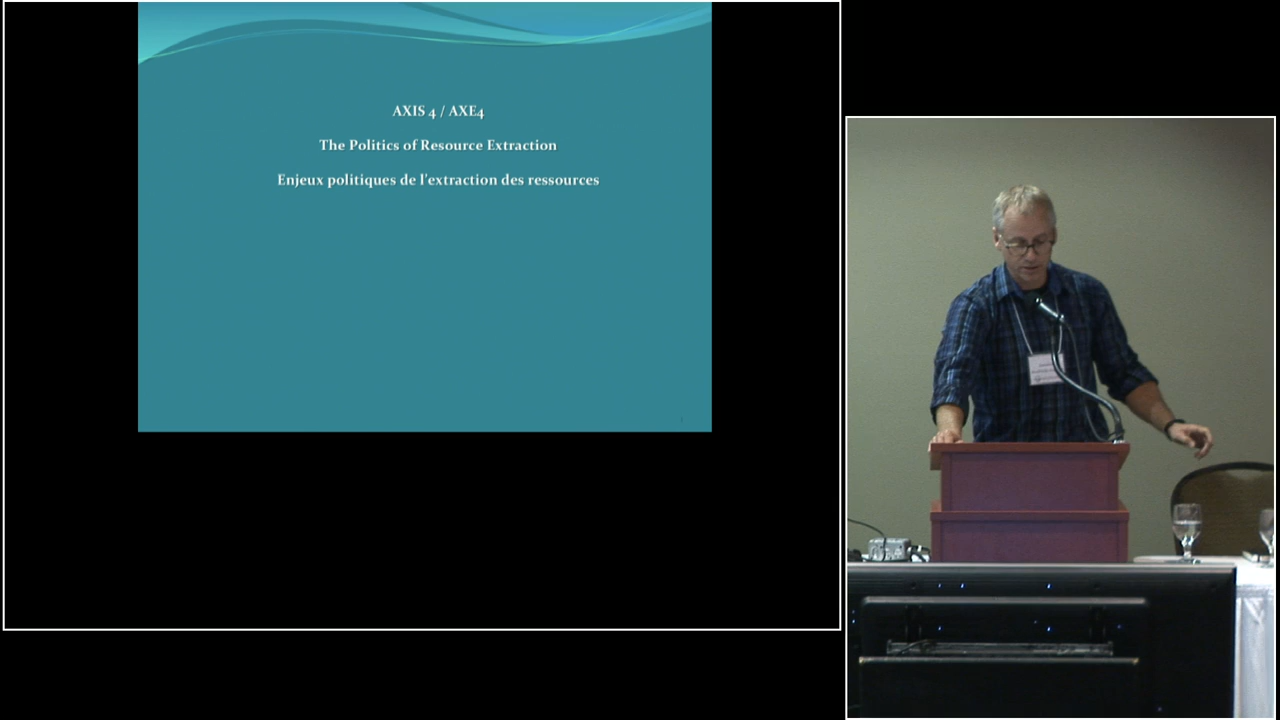 AXIS 4 / AXE4
The Politics of Resource Extraction
Enjeux politiques de l'extraction des ressources